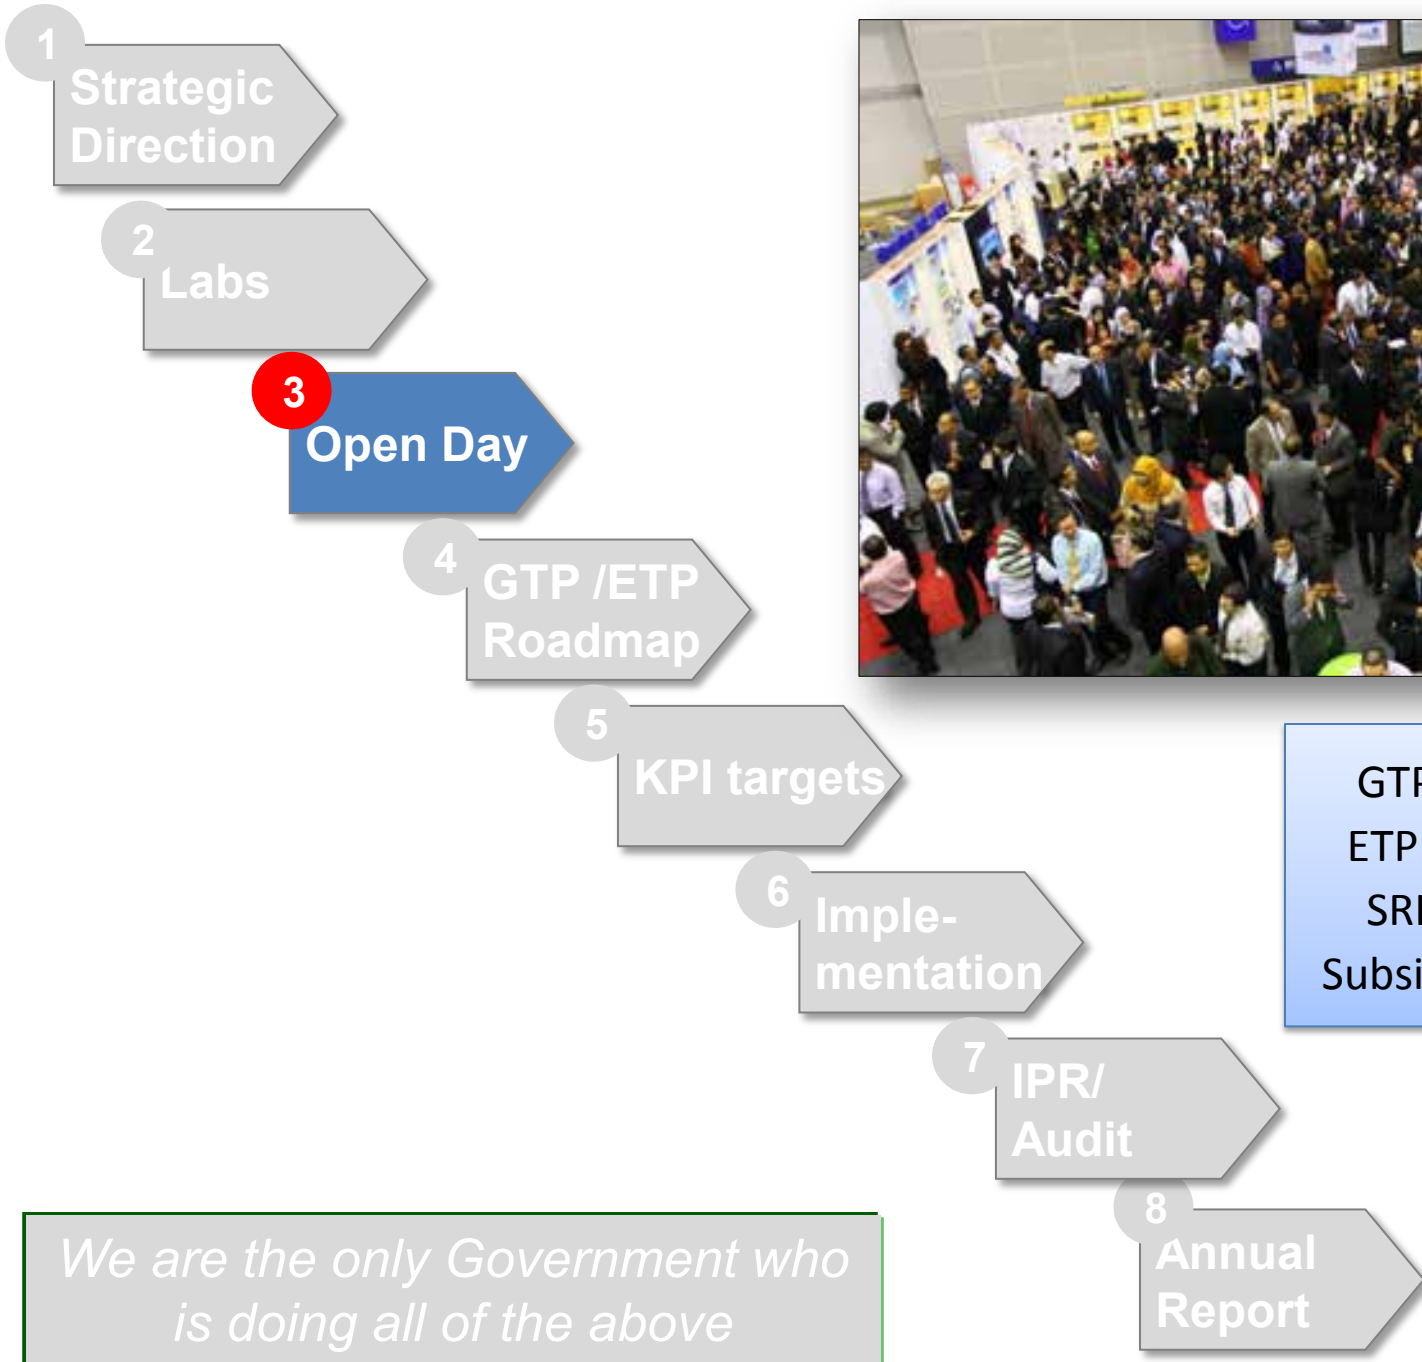 1
Strategic
Direction
2
Labs
3
Open Day
4
GTP /ETP
Roadmap
5
KPI targets
6
Imple-
mentation
7
IPR/
Audit
8
Annual
Report
GTP
ETP
We are the only Government who
is doing all of the above